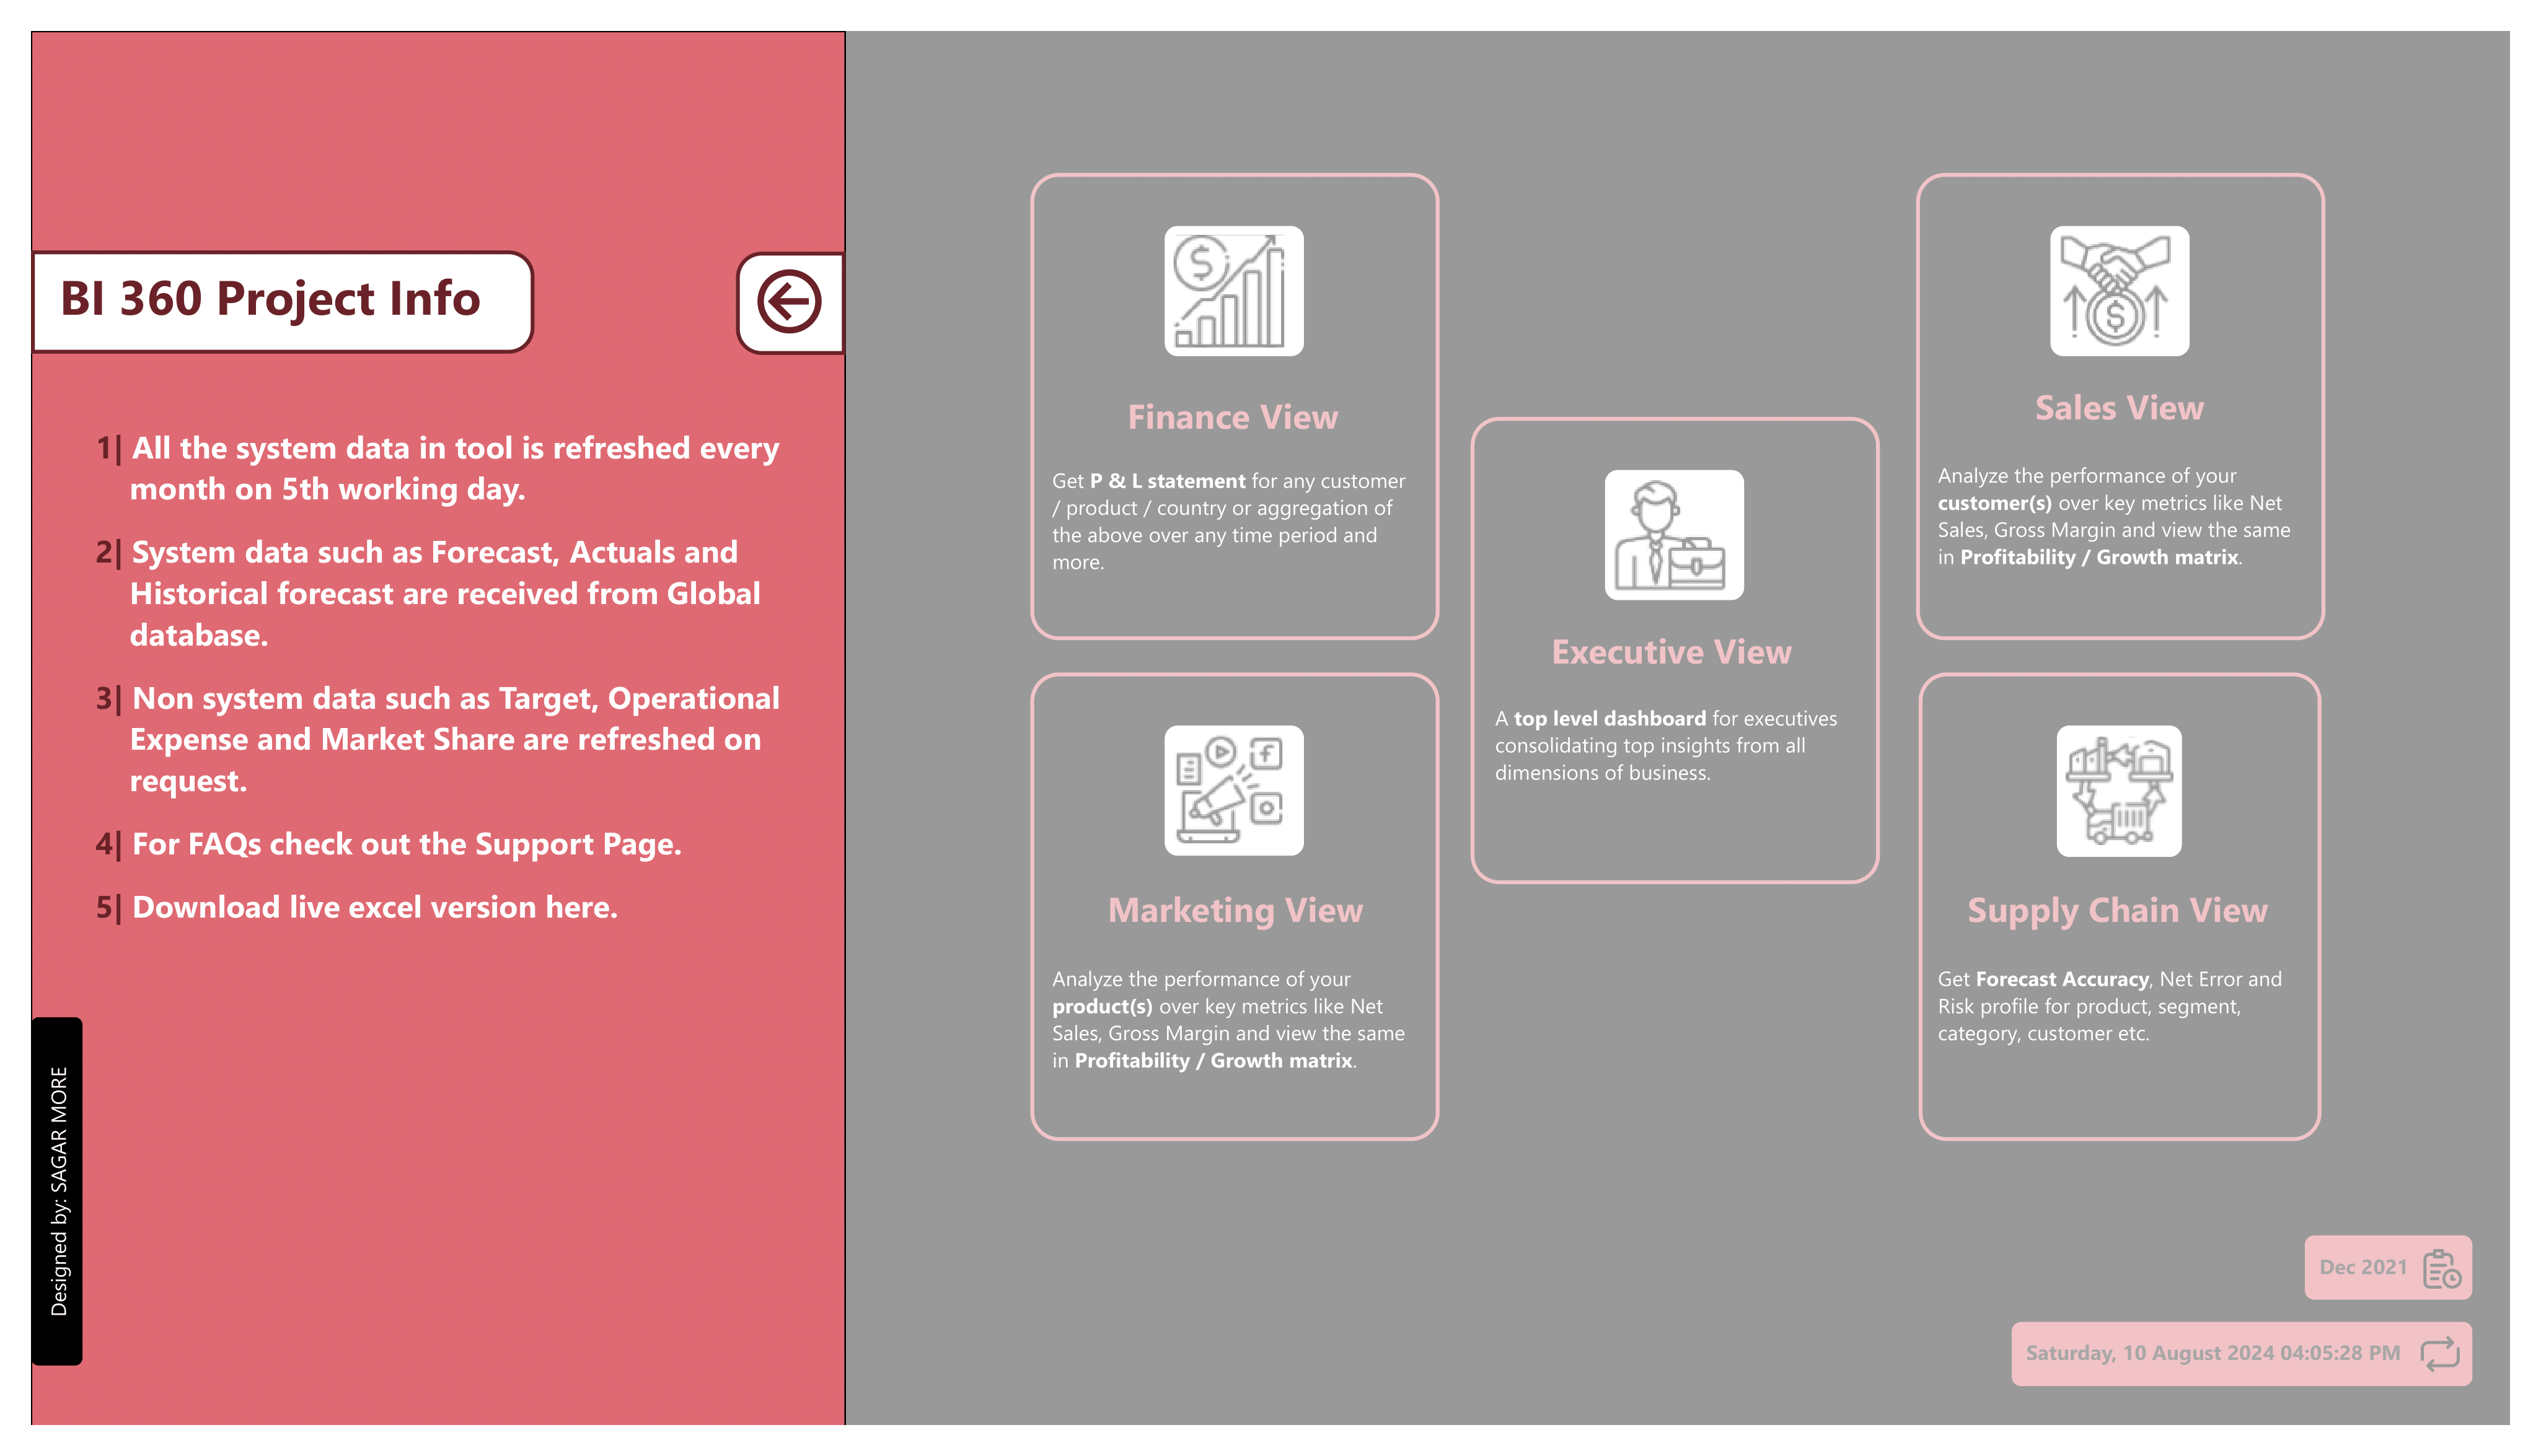 BI 360 Project Info
1| All the system data in tool is refreshed every
month on 5th working day.
2| System data such as Forecast, Actuals and
Historical forecast are received from Global
database.
3| Non system data such as Target, Operational
Expense and Market Share are refreshed on
request.
4| For FAQs check out the Support Page.
5| Download live excel version here.
Designed by: SAGAR MORE
Finance View
Get P & L statement for any customer
/ product / country or aggregation of
the above over any time period and
more.
Sales View
Analyze the performance of your
customer(s) over key metrics like Net
Sales, Gross Margin and view the same
in Profitability / Growth matrix.
Executive View
A top level dashboard for executives
consolidating top insights from all
dimensions of business.
Marketing View
Analyze the performance of your
product(s) over key metrics like Net
Sales, Gross Margin and view the same
in Profitability / Growth matrix.
Supply Chain View
Get Forecast Accuracy, Net Error and
Risk profile for product, segment,
category, customer etc.
Dec 2021
Saturday, 10 August 2024 04:05:28 PM